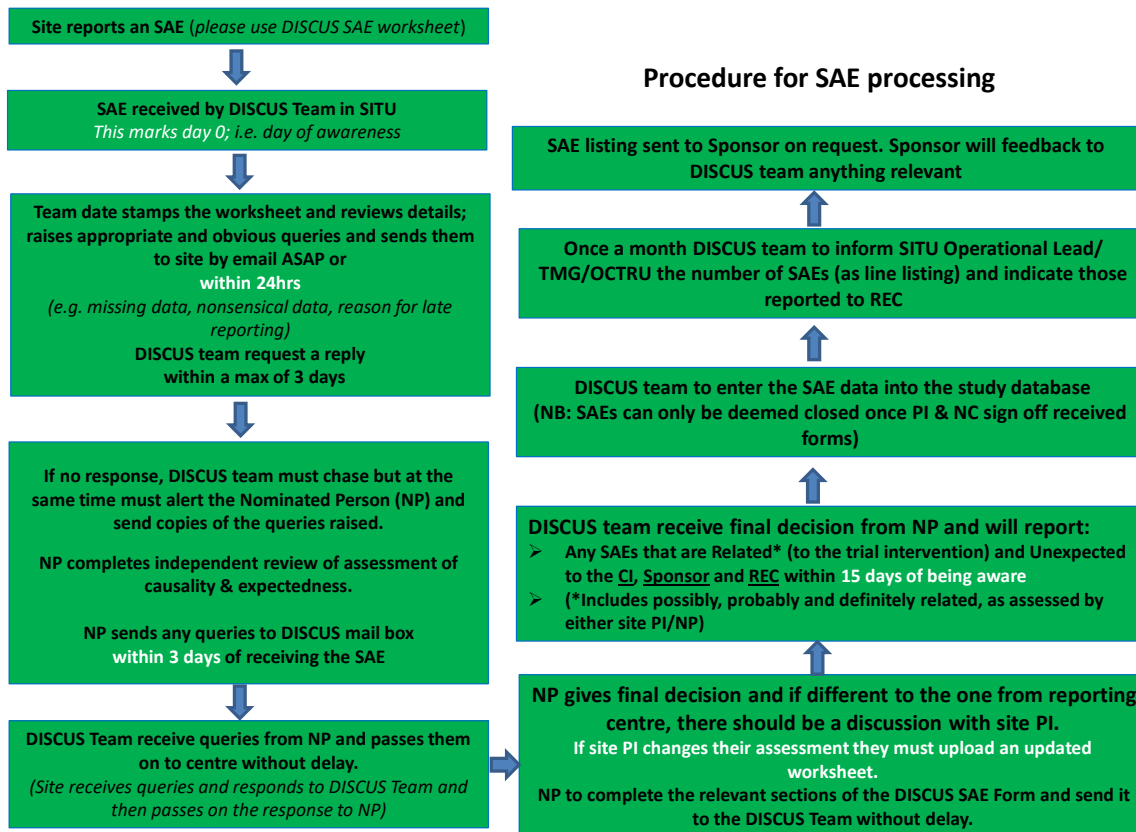 Site reports an SAE (please use DISCUS SAE worksheet)
SAE received by DISCUS Team in SITU
This marks day 0; i.e. day of awareness
Team date stamps the worksheet and reviews details;
raises appropriate and obvious queries and sends them
to site by email ASAP or
within 24hrs
(e.g. missing data, nonsensical data, reason for late
reporting)
DISCUS team request a reply
within a max of 3 days
If no response, DISCUS team must chase but at the
same time must alert the Nominated Person (NP) and
send copies of the queries raised.
NP completes independent review of assessment of
causality & expectedness.
NP sends any queries to DISCUS mail box
within 3 days of receiving the SAE
DISCUS Team receive queries from NP and passes them
on to centre without delay.
(Site receives queries and responds to DISCUS Team and
then passes on the response to NP)
Procedure for SAE processing
SAE listing sent to Sponsor on request. Sponsor will feedback to
DISCUS team anything relevant
Once a month DISCUS team to inform SITU Operational Lead/
TMG/OCTRU the number of SAEs (as line listing) and indicate those
reported to REC
DISCUS team to enter the SAE data into the study database
(NB: SAEs can only be deemed closed once PI & NC sign off received
forms)
DISCUS team receive final decision from NP and will report:
➢ Any SAEs that are Related* (to the trial intervention) and Unexpected
to the CI, Sponsor and REC within 15 days of being aware
➢ (*Includes possibly, probably and definitely related, as assessed by
either site PI/NP)
NP gives final decision and if different to the one from reporting
centre, there should be a discussion with site PI.
If site PI changes their assessment they must upload an updated
worksheet.
NP to complete the relevant sections of the DISCUS SAE Form and send it
to the DISCUS Team without delay.